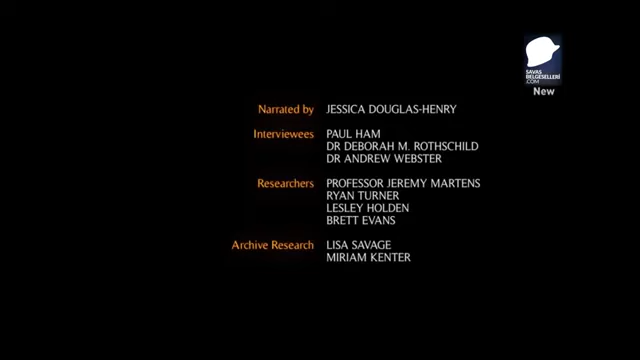 SAVAS
BELGESELLERİ
.COM
New
Narrated by JESSICA DOUGLAS-HENRY
Interviewees PAUL HAM
DR DEBORAH M. ROTHSCHILD
DR ANDREW WEBSTER
Researchers PROFESSOR JEREMY MARTENS
RYAN TURNER
LESLEY HOLDEN
BRETT EVANS
Archive Research LISA SAVAGE
MIRIAM KENTER